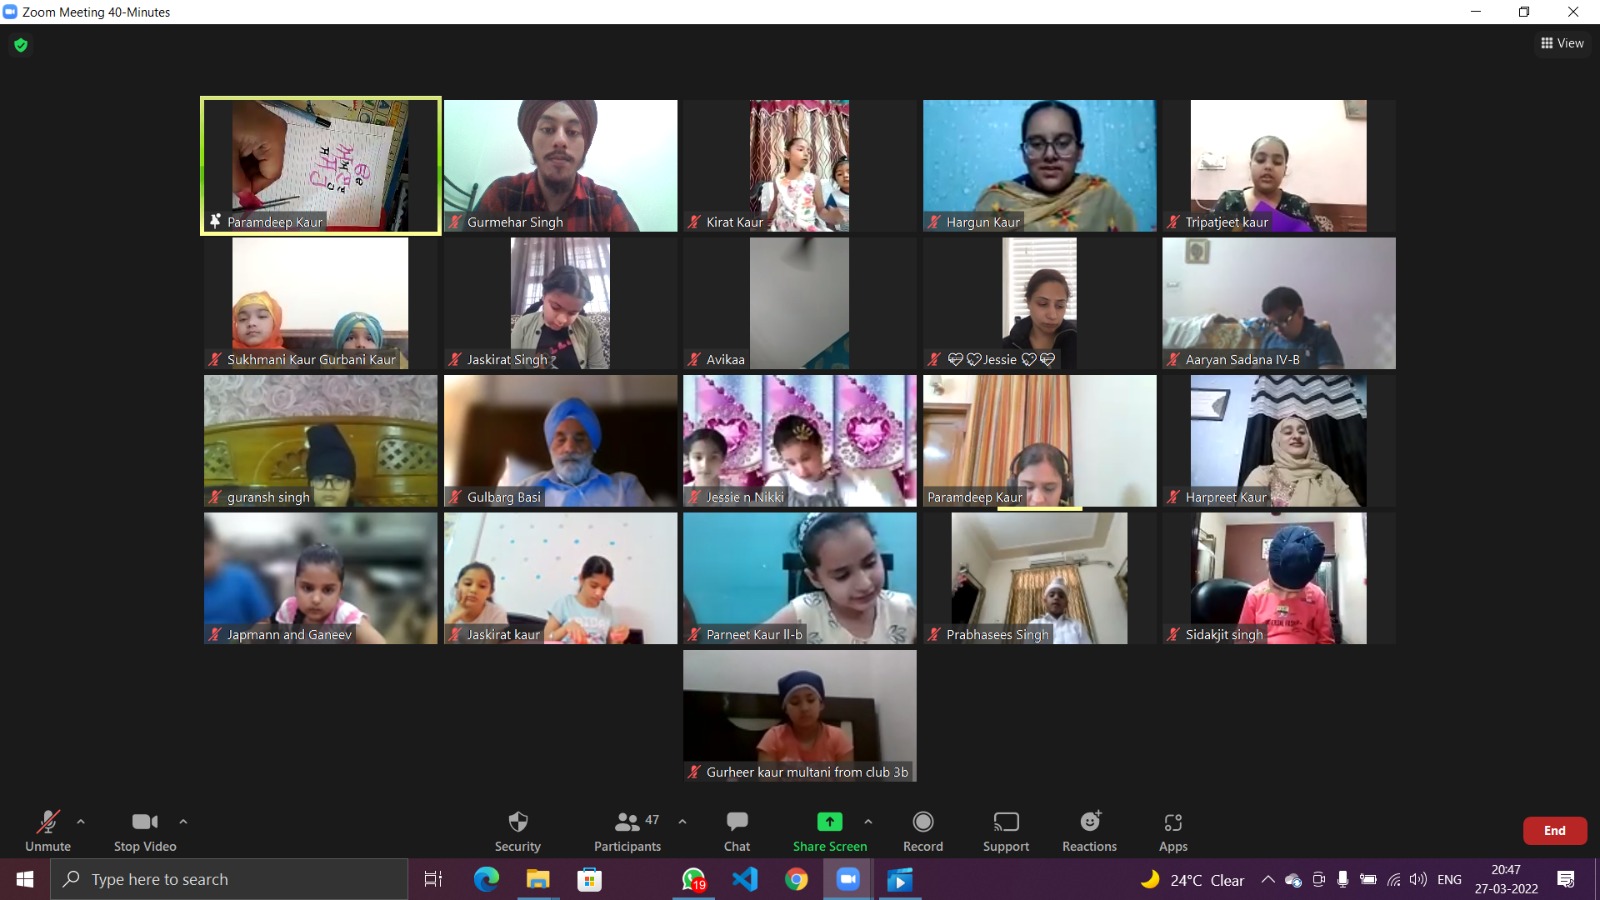 Zoom Meeting 40-Minutes
View
Paramdeep Kaur
Gurmehar Singh
Kirat Kaur
Hargun Kaur
Tripatjeet kaur
Sukhmani Kaur Gurbani Kaur
Jaskirat Singh
Avikaa
Jessie
Aaryan Sadana IV-B
guransh singh
Gulbarg Basi
Jessie n Nikki
Paramdeep Kaur
Harpreet Kaur
Japmann and Ganeev
Jaskirat kaur
Parneet Kaur II-b
Prabhasees Singh
Sidakjit singh
Gurheer kaur multani from club 3b
Unmute
Stop Video
Security
Participants
47
Chat
Share Screen
Record
Support
Reactions
Apps
End
Type here to search
19
24°C Clear
ENG
20:47
27-03-2022